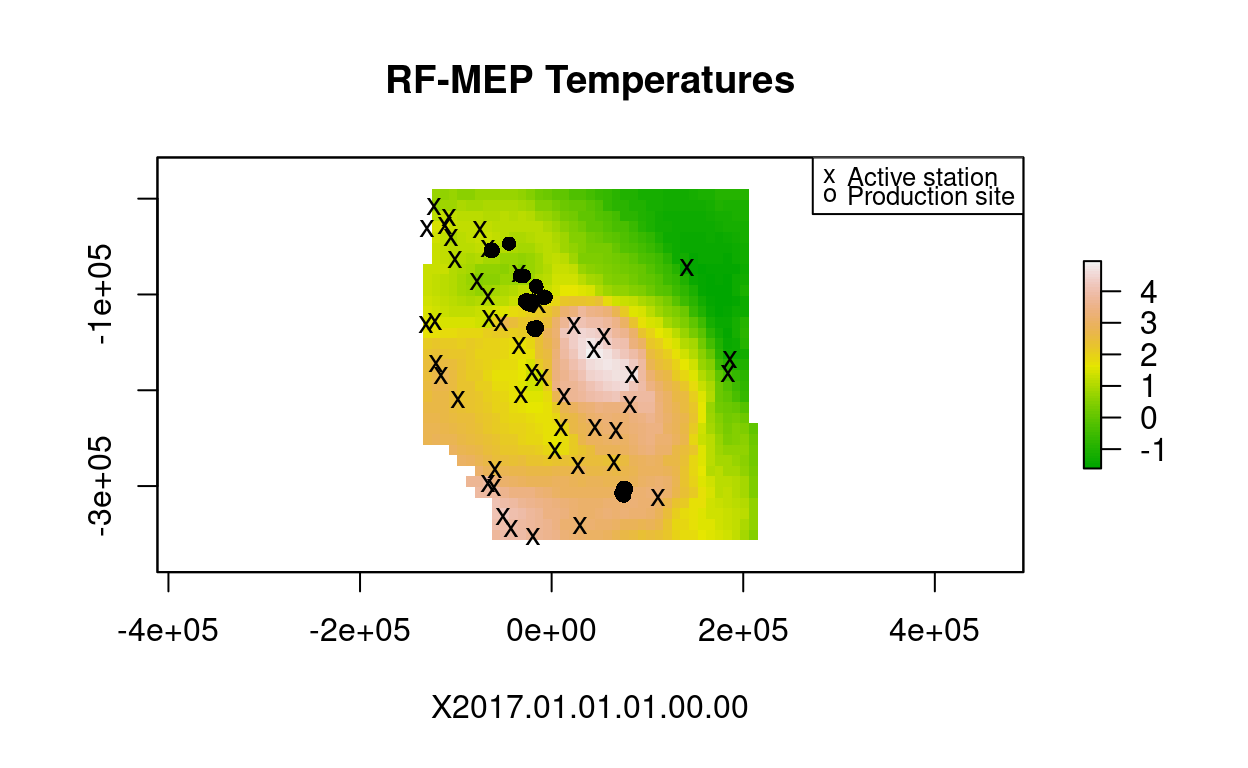 RF-MEP Temperatures
x Active station
o Production site
-1e+05
-3e+05
4
3
2
1
0
-1
-4e+05 -2e+05 0e+00 2e+05 4e+05
X2017.01.01.01.00.00